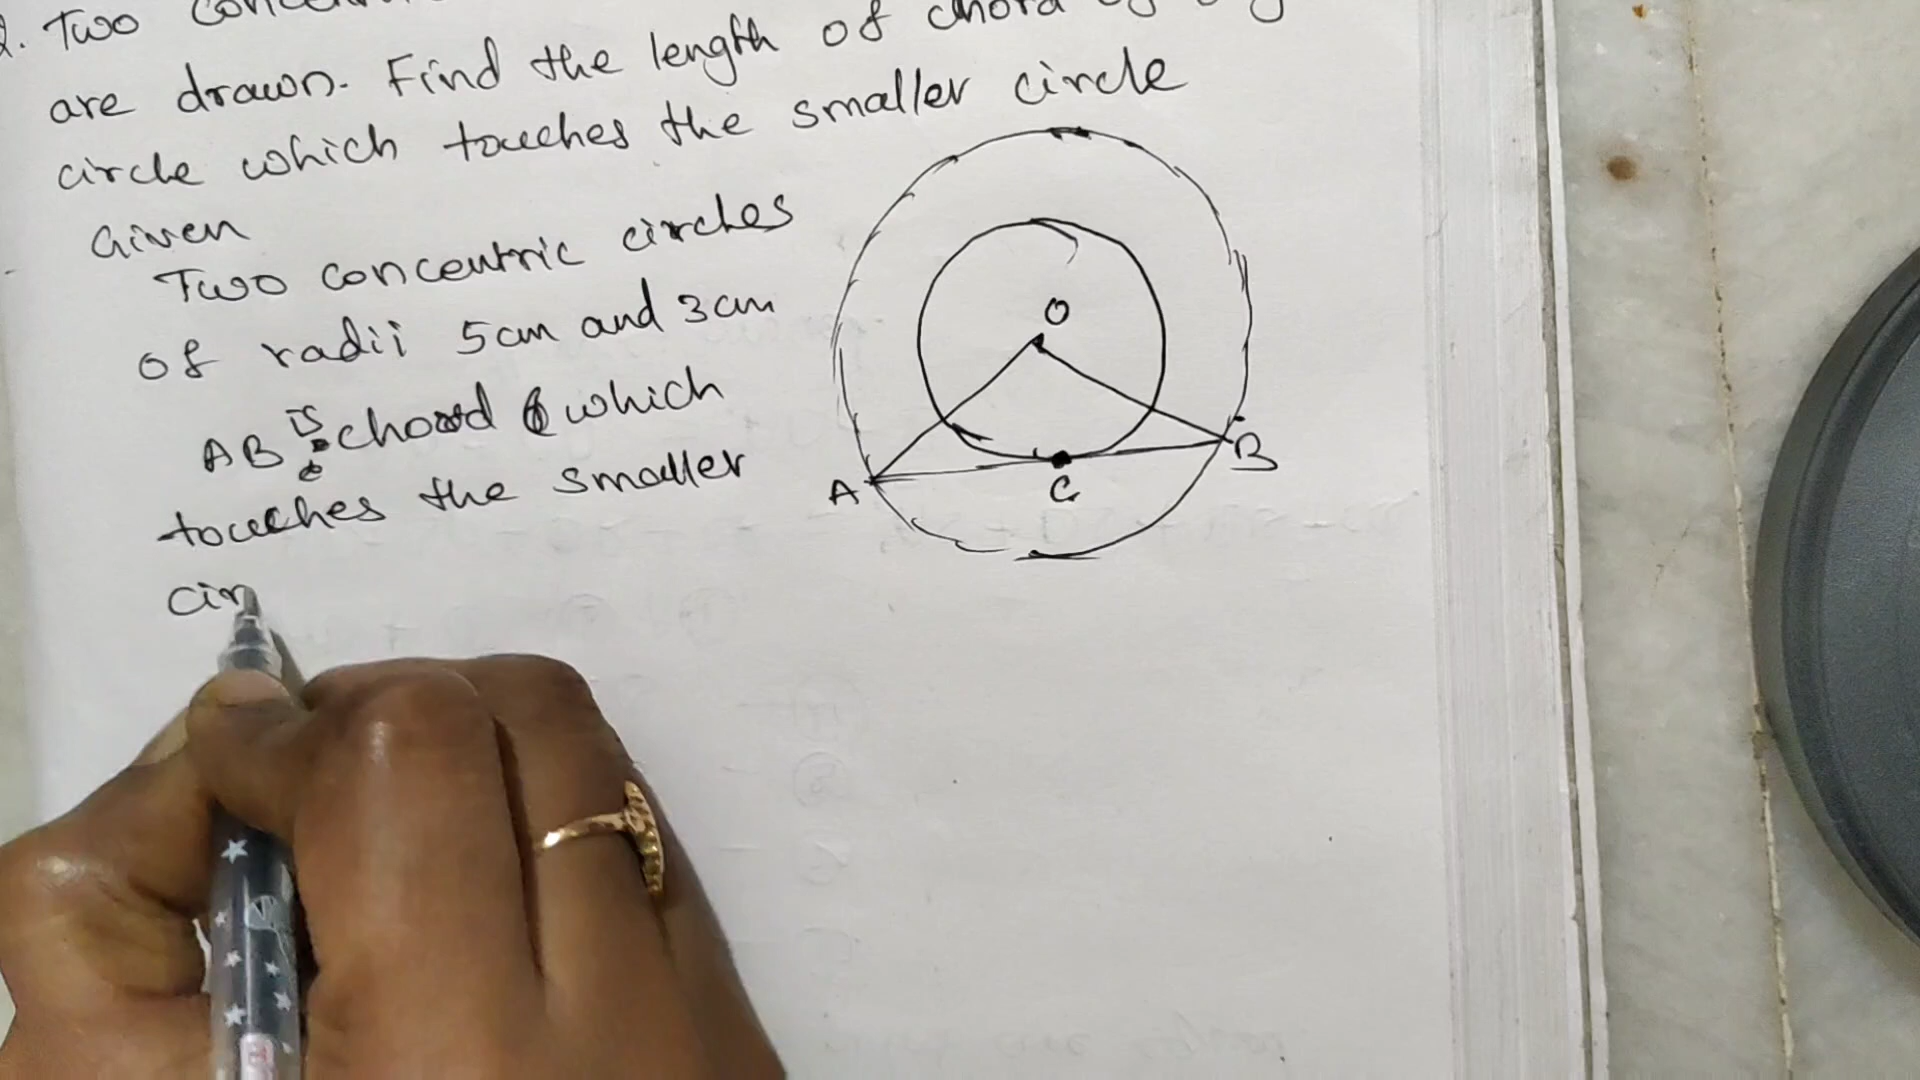 2. Two
are drawn. Find the length of chord of
circle which touches the smaller circle
Given
Two concentric circles
of radii 5cm and 3cm
AB is chord which
touches the smaller
cir
O
A
C
B